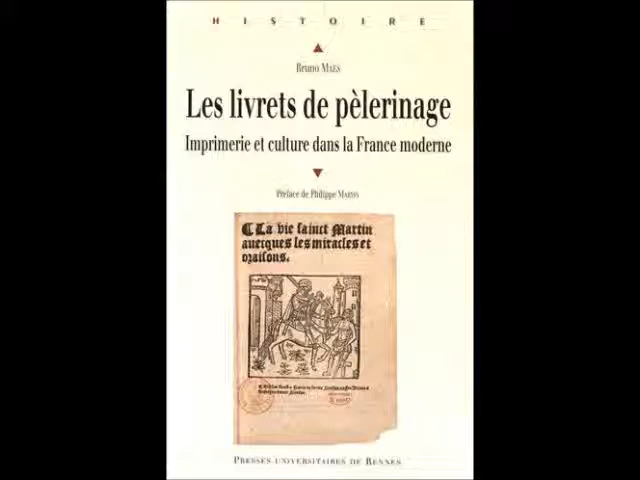 HISTOIRE
Bruno MAES
Les livrets de pèlerinage
Imprimerie et culture dans la France moderne
Préface de Philippe MARTIN
La vie sainct Martin
auecques les miracles et
oraisons.
PRESSES UNIVERSITAIRES DE RENNES